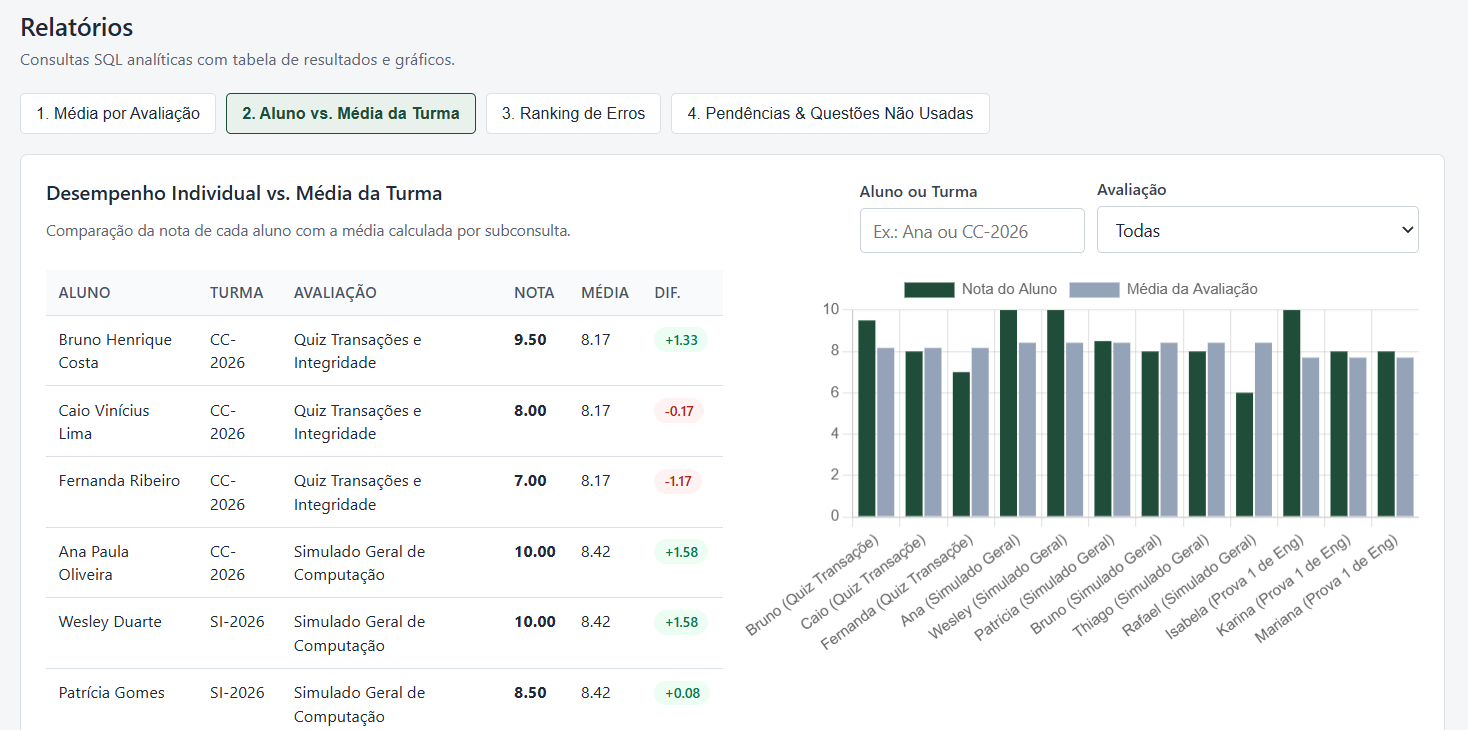 Relatórios
Consultas SQL analíticas com tabela de resultados e gráficos.
1. Média por Avaliação
2. Aluno vs. Média da Turma
3. Ranking de Erros
4. Pendências & Questões Não Usadas
Desempenho Individual vs. Média da Turma
Comparação da nota de cada aluno com a média calculada por subconsulta.
Aluno ou Turma
Ex.: Ana ou CC-2026
Avaliação
Todas
ALUNO TURMA AVALIAÇÃO NOTA MÉDIA DIF.
Bruno Henrique CC- Quiz Transações e 9.50 8.17 +1.33
Costa 2026 Integridade
Caio Vinícius CC- Quiz Transações e 8.00 8.17 -0.17
Lima 2026 Integridade
Fernanda Ribeiro CC- Quiz Transações e 7.00 8.17 -1.17
2026 Integridade
Ana Paula CC- Simulado Geral de 10.00 8.42 +1.58
Oliveira 2026 Computação
Wesley Duarte SI-2026 Simulado Geral de 10.00 8.42 +1.58
Computação
Patrícia Gomes SI-2026 Simulado Geral de 8.50 8.42 +0.08
Computação
Nota do Aluno Média da Avaliação
10
8
6
4
2
0
Bruno (Quiz Transaçõe)
Caio (Quiz Transaçõe)
Fernanda (Quiz Transaçõe)
Ana (Simulado Geral)
Wesley (Simulado Geral)
Patrícia (Simulado Geral)
Bruno (Simulado Geral)
Thiago (Simulado Geral)
Rafael (Simulado Geral)
Isabela (Prova 1 de Eng)
Karina (Prova 1 de Eng)
Mariana (Prova 1 de Eng)